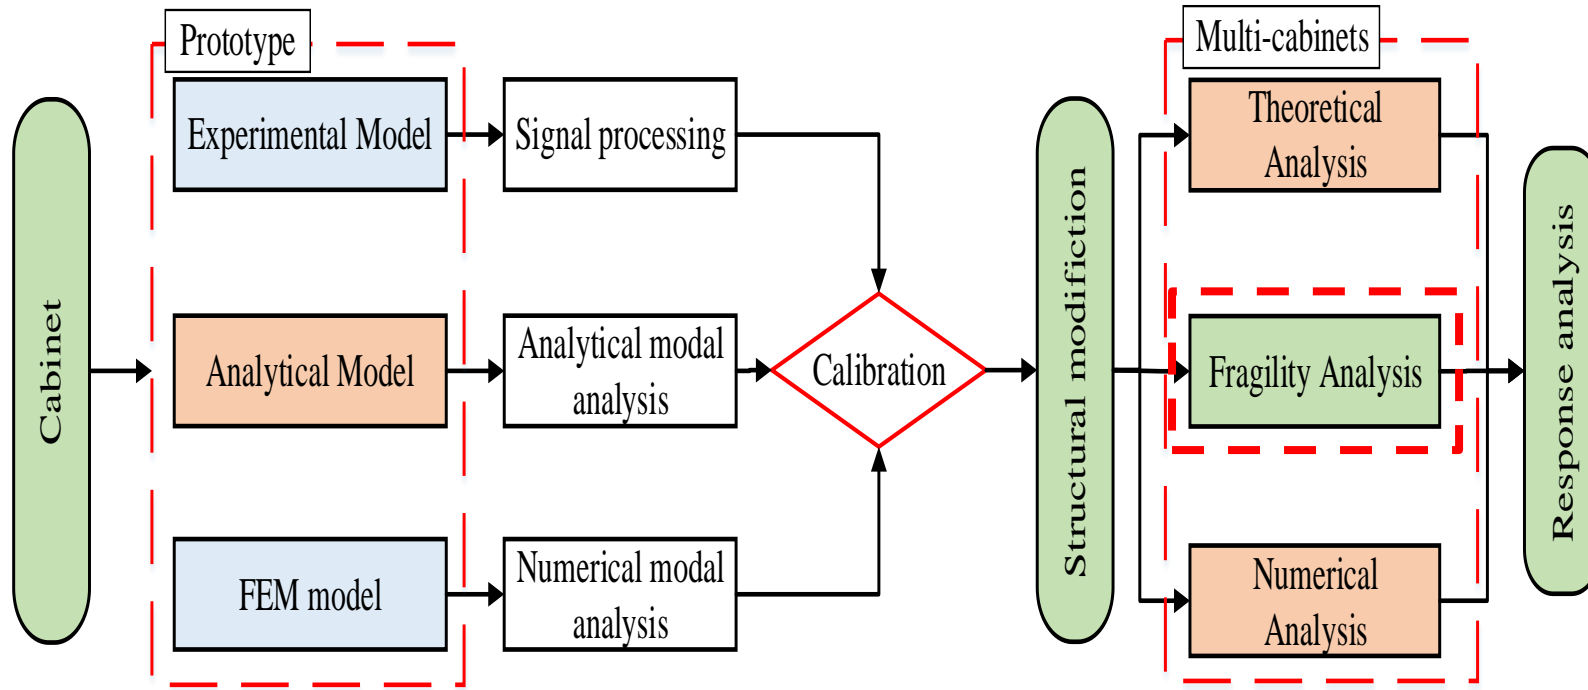 Cabinet
Prototype
Experimental Model
Signal processing
Analytical Model
Analytical modal
analysis
FEM model
Numerical modal
analysis
Calibration
Structural modifiction
Multi-cabinets
Theoretical
Analysis
Fragility Analysis
Numerical
Analysis
Response analysis